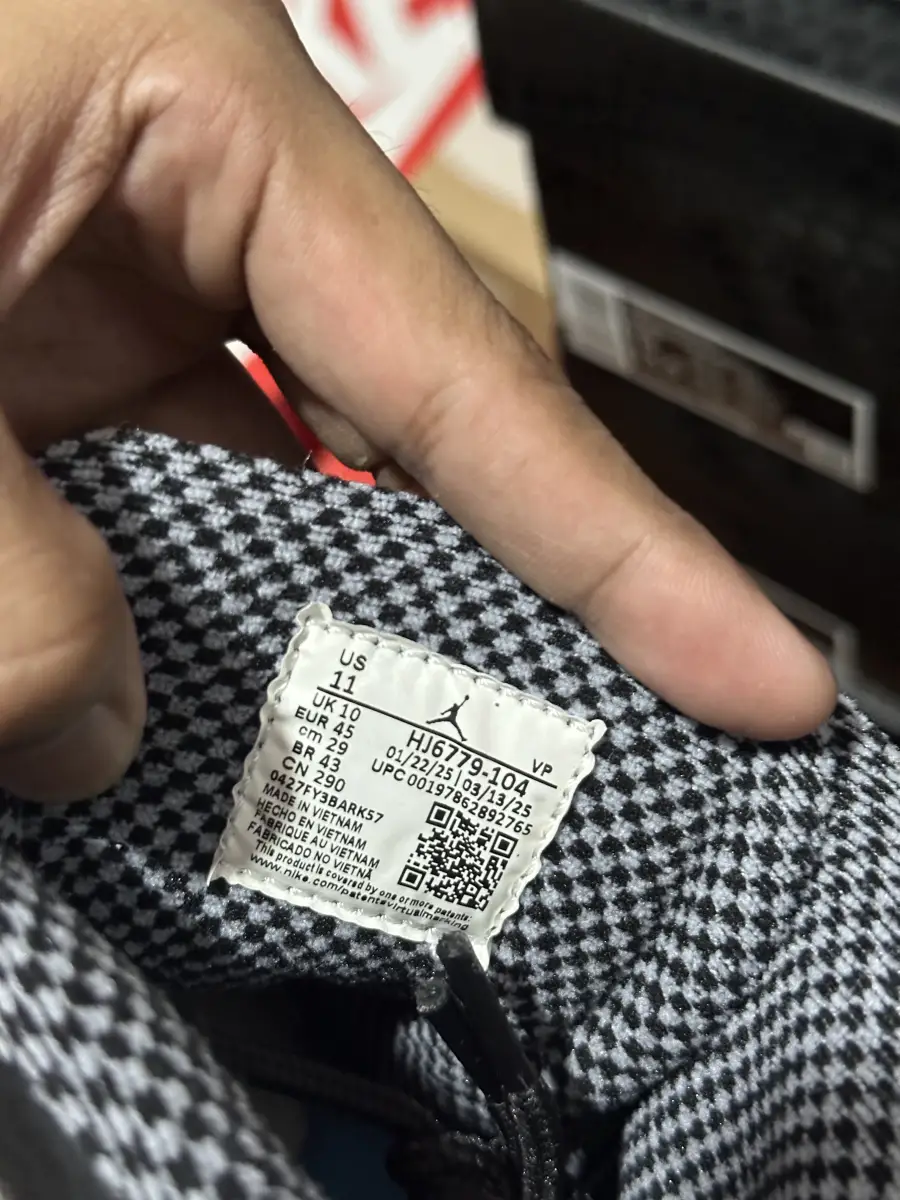 US
11
UK 10
EUR 45
cm 29
BR 43
CN 290
0427FY3BARK57
MADE IN VIETNAM
HECHO EN VIETNAM
FABRIQUE AU VIETNAM
FABRICADO NO VIETNÃ
This product is covered by one or more patents:
www.nike.com/patentsvirtualmarking
VP
HJ6779-104
01/22/25 | 03/13/25
UPC 00197862892765